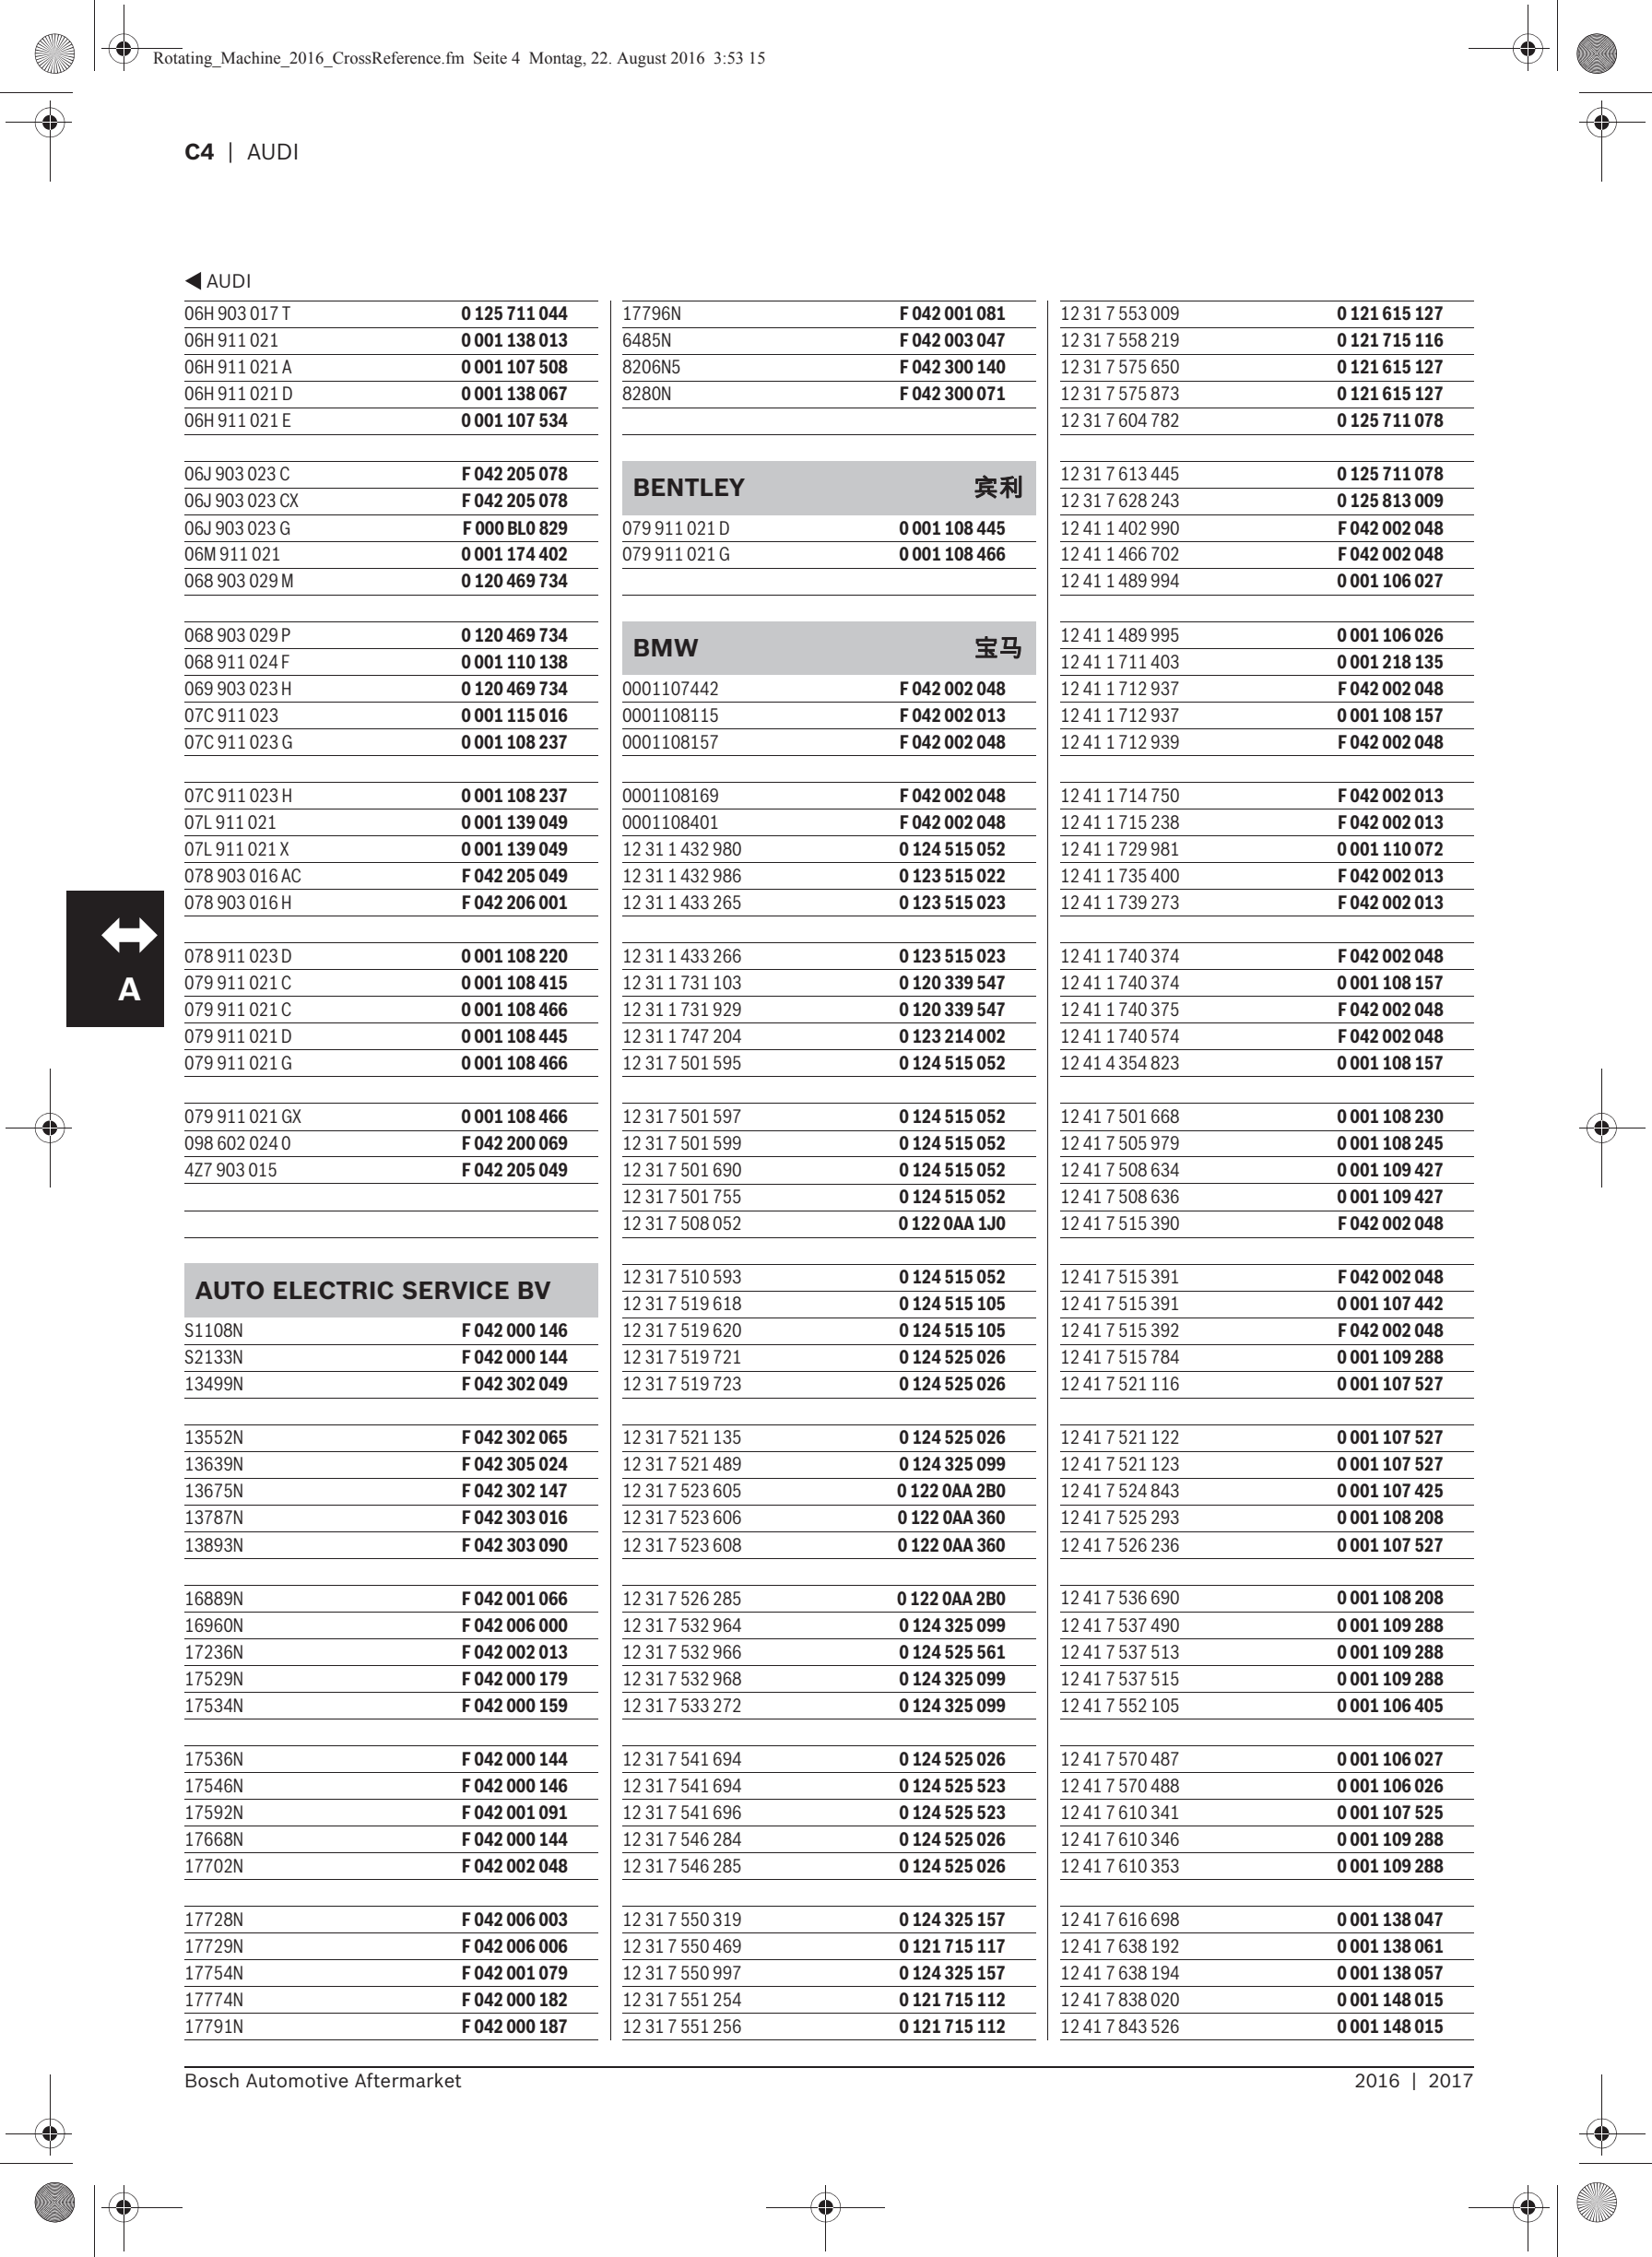 Rotating_Machine_2016_CrossReference.fm Seite 4 Montag, 22. August 2016 3:53 15
C4 | AUDI
◀ AUDI
06H 903 017 T 0 125 711 044
06H 911 021 0 001 138 013
06H 911 021 A 0 001 107 508
06H 911 021 D 0 001 138 067
06H 911 021 E 0 001 107 534
06J 903 023 C F 042 205 078
06J 903 023 CX F 042 205 078
06J 903 023 G F 000 BL0 829
06M 911 021 0 001 174 402
068 903 029 M 0 120 469 734
068 903 029 P 0 120 469 734
068 911 024 F 0 001 110 138
069 903 023 H 0 120 469 734
07C 911 023 0 001 115 016
07C 911 023 G 0 001 108 237
07C 911 023 H 0 001 108 237
07L 911 021 0 001 139 049
07L 911 021 X 0 001 139 049
078 903 016 AC F 042 205 049
078 903 016 H F 042 206 001
078 911 023 D 0 001 108 220
079 911 021 C 0 001 108 415
079 911 021 C 0 001 108 466
079 911 021 D 0 001 108 445
079 911 021 G 0 001 108 466
079 911 021 GX 0 001 108 466
098 602 024 0 F 042 200 069
4Z7 903 015 F 042 205 049
AUTO ELECTRIC SERVICE BV
S1108N F 042 000 146
S2133N F 042 000 144
13499N F 042 302 049
13552N F 042 302 065
13639N F 042 305 024
13675N F 042 302 147
13787N F 042 303 016
13893N F 042 303 090
16889N F 042 001 066
16960N F 042 006 000
17236N F 042 002 013
17529N F 042 000 179
17534N F 042 000 159
17536N F 042 000 144
17546N F 042 000 146
17592N F 042 001 091
17668N F 042 000 144
17702N F 042 002 048
17728N F 042 006 003
17729N F 042 006 006
17754N F 042 001 079
17774N F 042 000 182
17791N F 042 000 187
17796N F 042 001 081
6485N F 042 003 047
8206N5 F 042 300 140
8280N F 042 300 071
BENTLEY 宾利
079 911 021 D 0 001 108 445
079 911 021 G 0 001 108 466
BMW 宝马
0001107442 F 042 002 048
0001108115 F 042 002 013
0001108157 F 042 002 048
0001108169 F 042 002 048
0001108401 F 042 002 048
12 31 1 432 980 0 124 515 052
12 31 1 432 986 0 123 515 022
12 31 1 433 265 0 123 515 023
12 31 1 433 266 0 123 515 023
12 31 1 731 103 0 120 339 547
12 31 1 731 929 0 120 339 547
12 31 1 747 204 0 123 214 002
12 31 7 501 595 0 124 515 052
12 31 7 501 597 0 124 515 052
12 31 7 501 599 0 124 515 052
12 31 7 501 690 0 124 515 052
12 31 7 501 755 0 124 515 052
12 31 7 508 052 0 122 0AA 1J0
12 31 7 510 593 0 124 515 052
12 31 7 519 618 0 124 515 105
12 31 7 519 620 0 124 515 105
12 31 7 519 721 0 124 525 026
12 31 7 519 723 0 124 525 026
12 31 7 521 135 0 124 525 026
12 31 7 521 489 0 124 325 099
12 31 7 523 605 0 122 0AA 2B0
12 31 7 523 606 0 122 0AA 360
12 31 7 523 608 0 122 0AA 360
12 31 7 526 285 0 122 0AA 2B0
12 31 7 532 964 0 124 325 099
12 31 7 532 966 0 124 525 561
12 31 7 532 968 0 124 325 099
12 31 7 533 272 0 124 325 099
12 31 7 541 694 0 124 525 026
12 31 7 541 694 0 124 525 523
12 31 7 541 696 0 124 525 523
12 31 7 546 284 0 124 525 026
12 31 7 546 285 0 124 525 026
12 31 7 550 319 0 124 325 157
12 31 7 550 469 0 121 715 117
12 31 7 550 997 0 124 325 157
12 31 7 551 254 0 121 715 112
12 31 7 551 256 0 121 715 112
12 31 7 553 009 0 121 615 127
12 31 7 558 219 0 121 715 116
12 31 7 575 650 0 121 615 127
12 31 7 575 873 0 121 615 127
12 31 7 604 782 0 125 711 078
12 31 7 613 445 0 125 711 078
12 31 7 628 243 0 125 813 009
12 41 1 402 990 F 042 002 048
12 41 1 466 702 F 042 002 048
12 41 1 489 994 0 001 106 027
12 41 1 489 995 0 001 106 026
12 41 1 711 403 0 001 218 135
12 41 1 712 937 F 042 002 048
12 41 1 712 937 0 001 108 157
12 41 1 712 939 F 042 002 048
12 41 1 714 750 F 042 002 013
12 41 1 715 238 F 042 002 013
12 41 1 729 981 0 001 110 072
12 41 1 735 400 F 042 002 013
12 41 1 739 273 F 042 002 013
12 41 1 740 374 F 042 002 048
12 41 1 740 374 0 001 108 157
12 41 1 740 375 F 042 002 048
12 41 1 740 574 F 042 002 048
12 41 4 354 823 0 001 108 157
12 41 7 501 668 0 001 108 230
12 41 7 505 979 0 001 108 245
12 41 7 508 634 0 001 109 427
12 41 7 508 636 0 001 109 427
12 41 7 515 390 F 042 002 048
12 41 7 515 391 F 042 002 048
12 41 7 515 391 0 001 107 442
12 41 7 515 392 F 042 002 048
12 41 7 515 784 0 001 109 288
12 41 7 521 116 0 001 107 527
12 41 7 521 122 0 001 107 527
12 41 7 521 123 0 001 107 527
12 41 7 524 843 0 001 107 425
12 41 7 525 293 0 001 108 208
12 41 7 526 236 0 001 107 527
12 41 7 536 690 0 001 108 208
12 41 7 537 490 0 001 109 288
12 41 7 537 513 0 001 109 288
12 41 7 537 515 0 001 109 288
12 41 7 552 105 0 001 106 405
12 41 7 570 487 0 001 106 027
12 41 7 570 488 0 001 106 026
12 41 7 610 341 0 001 107 525
12 41 7 610 346 0 001 109 288
12 41 7 610 353 0 001 109 288
12 41 7 616 698 0 001 138 047
12 41 7 638 192 0 001 138 061
12 41 7 638 194 0 001 138 057
12 41 7 838 020 0 001 148 015
12 41 7 843 526 0 001 148 015
A
Bosch Automotive Aftermarket 2016 | 2017